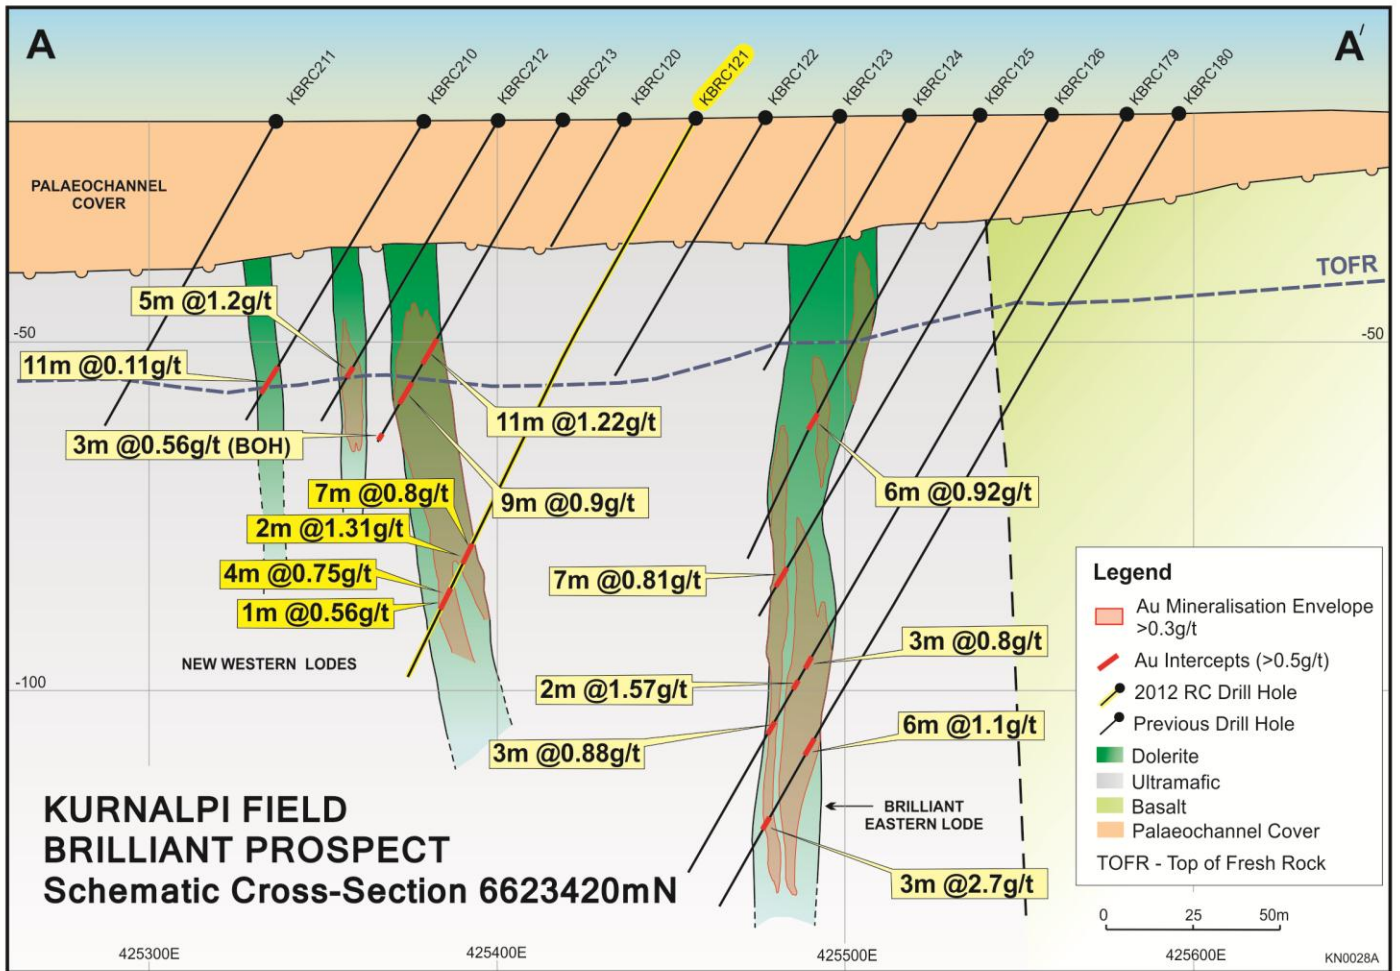 A
A′
KBRC211
KBRC210
KBRC212
KBRC213
KBRC120
KBRC121
KBRC122
KBRC123
KBRC124
KBRC125
KBRC126
KBRC179
KBRC180
PALAEOCHANNEL
COVER
TOFR
5m @1.2g/t
-50
-50
11m @0.11g/t
11m @1.22g/t
3m @0.56g/t (BOH)
7m @0.8g/t
9m @0.9g/t
6m @0.92g/t
2m @1.31g/t
4m @0.75g/t
7m @0.81g/t
1m @0.56g/t
3m @0.8g/t
NEW WESTERN LODES
-100
2m @1.57g/t
6m @1.1g/t
3m @0.88g/t
BRILLIANT
EASTERN LODE
3m @2.7g/t
KURNALPI FIELD
BRILLIANT PROSPECT
Schematic Cross-Section 6623420mN
Legend
Au Mineralisation Envelope
>0.3g/t
Au Intercepts (>0.5g/t)
2012 RC Drill Hole
Previous Drill Hole
Dolerite
Ultramafic
Basalt
Palaeochannel Cover
TOFR - Top of Fresh Rock
0 25 50m
425300E
425400E
425500E
425600E
KN0028A